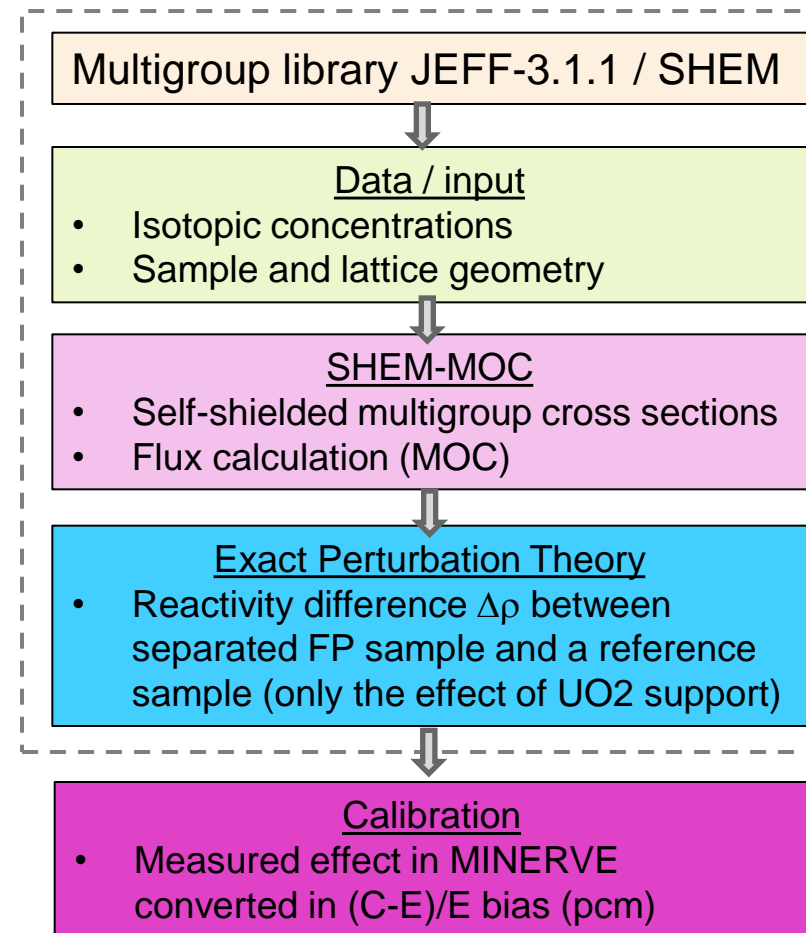 Multigroup library JEFF-3.1.1 / SHEM
Data / input
• Isotopic concentrations
• Sample and lattice geometry
SHEM-MOC
• Self-shielded multigroup cross sections
• Flux calculation (MOC)
Exact Perturbation Theory
• Reactivity difference Δρ between
separated FP sample and a reference
sample (only the effect of UO2 support)
Calibration
• Measured effect in MINERVE
converted in (C-E)/E bias (pcm)